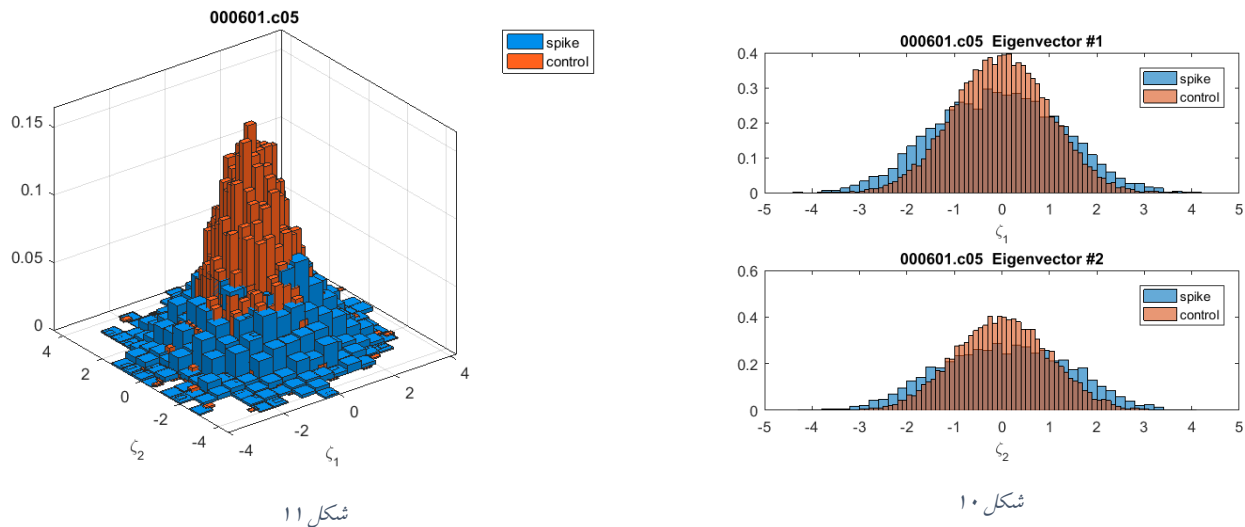 000601.c05
spike
control
0.15
0.1
0.05
0
4
2
0
-2
-4
ζ2
-4
-2
0
2
4
ζ1
شکل ۱۱
000601.c05 Eigenvector #1
spike
control
0.4
0.3
0.2
0.1
0
-5 -4 -3 -2 -1 0 1 2 3 4 5
ζ1
000601.c05 Eigenvector #2
spike
control
0.6
0.4
0.2
0
-5 -4 -3 -2 -1 0 1 2 3 4 5
ζ2
شکل ۱۰